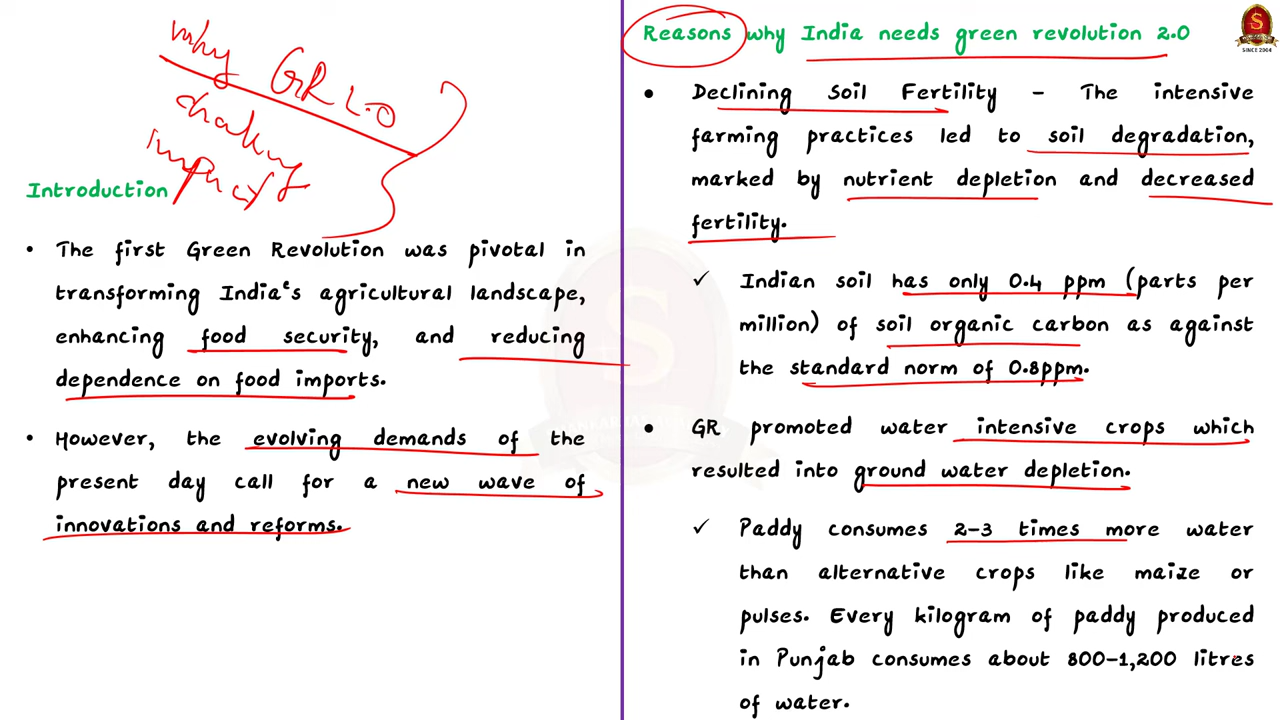 why
GR 2.0
Introduction
• The first Green Revolution was pivotal in
transforming Indiaࣟs agricultural landscape,
enhancing food security, and reducing
dependence on food imports.
• However, the evolving demands of the
present day call for a new wave of
innovations and reforms.
Reasons why India needs green revolution 2.0
• Declining Soil Fertility - The intensive
farming practices led to soil degradation,
marked by nutrient depletion and decreased
fertility.
✓ Indian soil has only 0.4 ppm (parts per
million) of soil organic carbon as against
the standard norm of 0.8ppm.
• GR promoted water intensive crops which
resulted into ground water depletion.
✓ Paddy consumes 2-3 times more water
than alternative crops like maize or
pulses. Every kilogram of paddy produced
in Punjab consumes about 800-1,200 litres
of water.
S
SINCE 2004